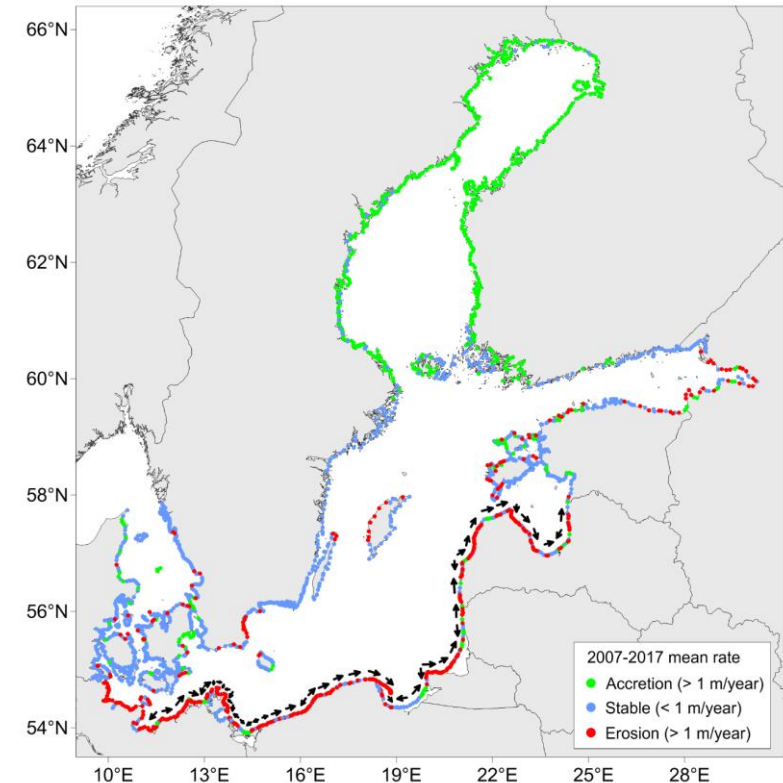 66°N
64°N
62°N
60°N
58°N
56°N
54°N
10°E 13°E 16°E 19°E 22°E 25°E 28°E
2007-2017 mean rate
Accretion (> 1 m/year)
Stable (< 1 m/year)
Erosion (> 1 m/year)